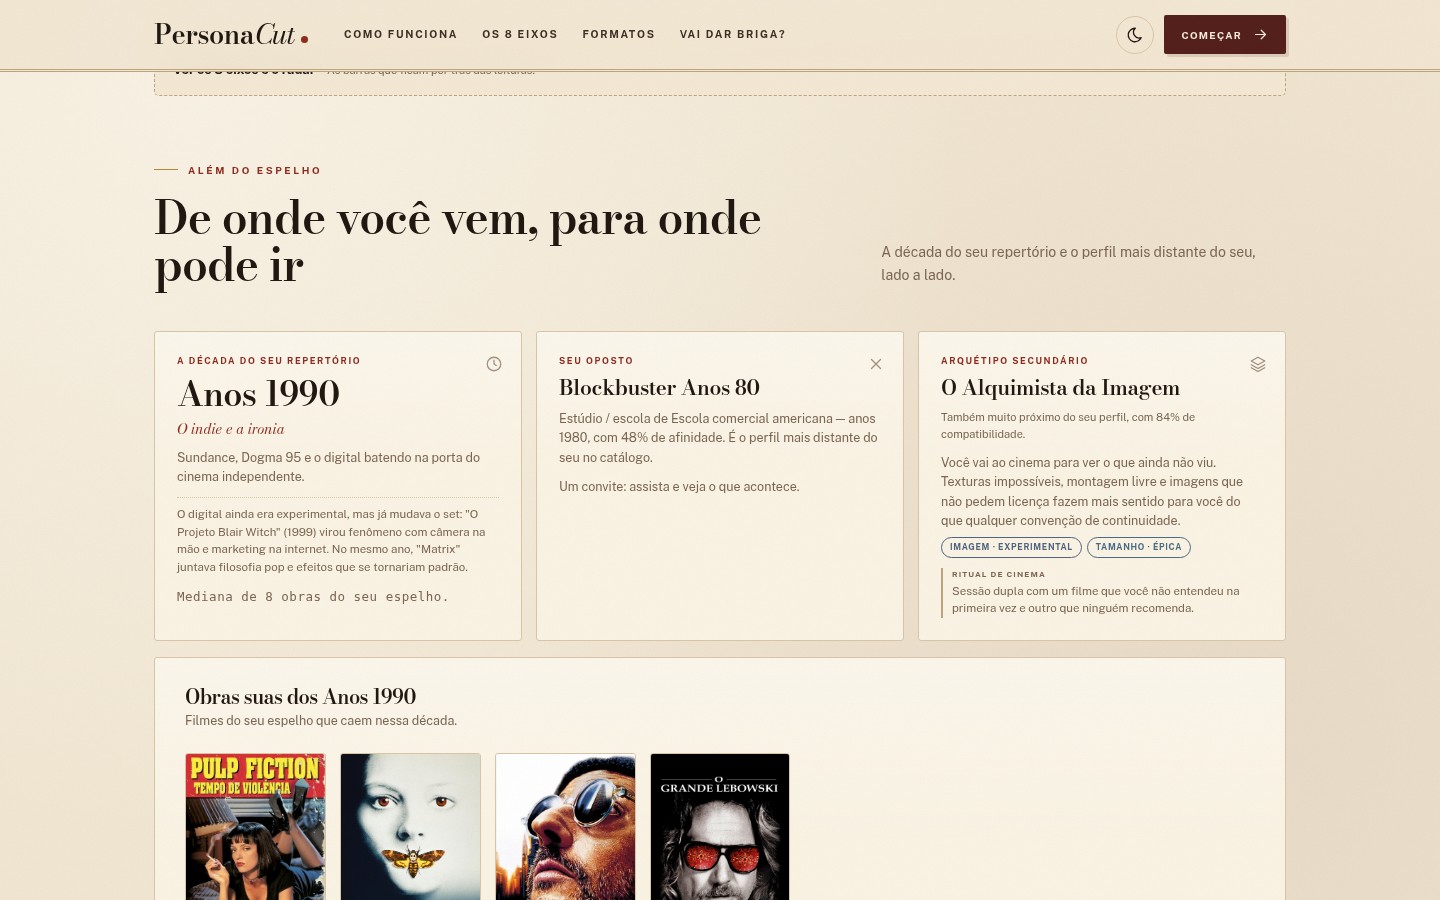 PersonaCut
COMO FUNCIONA
OS 8 EIXOS
FORMATOS
VAI DAR BRIGA?
COMEÇAR
ALÉM DO ESPELHO
De onde você vem, para onde
pode ir
A década do seu repertório e o perfil mais distante do seu,
lado a lado.
A DÉCADA DO SEU REPERTÓRIO
Anos 1990
O indie e a ironia
Sundance, Dogma 95 e o digital batendo na porta do
cinema independente.
O digital ainda era experimental, mas já mudava o set: "O
Projeto Blair Witch" (1999) virou fenômeno com câmera na
mão e marketing na internet. No mesmo ano, "Matrix"
juntava filosofia pop e efeitos que se tornariam padrão.
Mediana de 8 obras do seu espelho.
SEU OPOSTO
Blockbuster Anos 80
Estúdio / escola de Escola comercial americana — anos
1980, com 48% de afinidade. É o perfil mais distante do
seu no catálogo.
Um convite: assista e veja o que acontece.
ARQUÉTIPO SECUNDÁRIO
O Alquimista da Imagem
Também muito próximo do seu perfil, com 84% de
compatibilidade.
Você vai ao cinema para ver o que ainda não viu.
Texturas impossíveis, montagem livre e imagens que
não pedem licença fazem mais sentido para você do
que qualquer convenção de continuidade.
IMAGEM · EXPERIMENTAL
TAMANHO · ÉPICA
RITUAL DE CINEMA
Sessão dupla com um filme que você não entendeu na
primeira vez e outro que ninguém recomenda.
Obras suas dos Anos 1990
Filmes do seu espelho que caem nessa década.
PULP FICTION
TEMPO DE VIOLÊNCIA
O
GRANDE LEBOWSKI